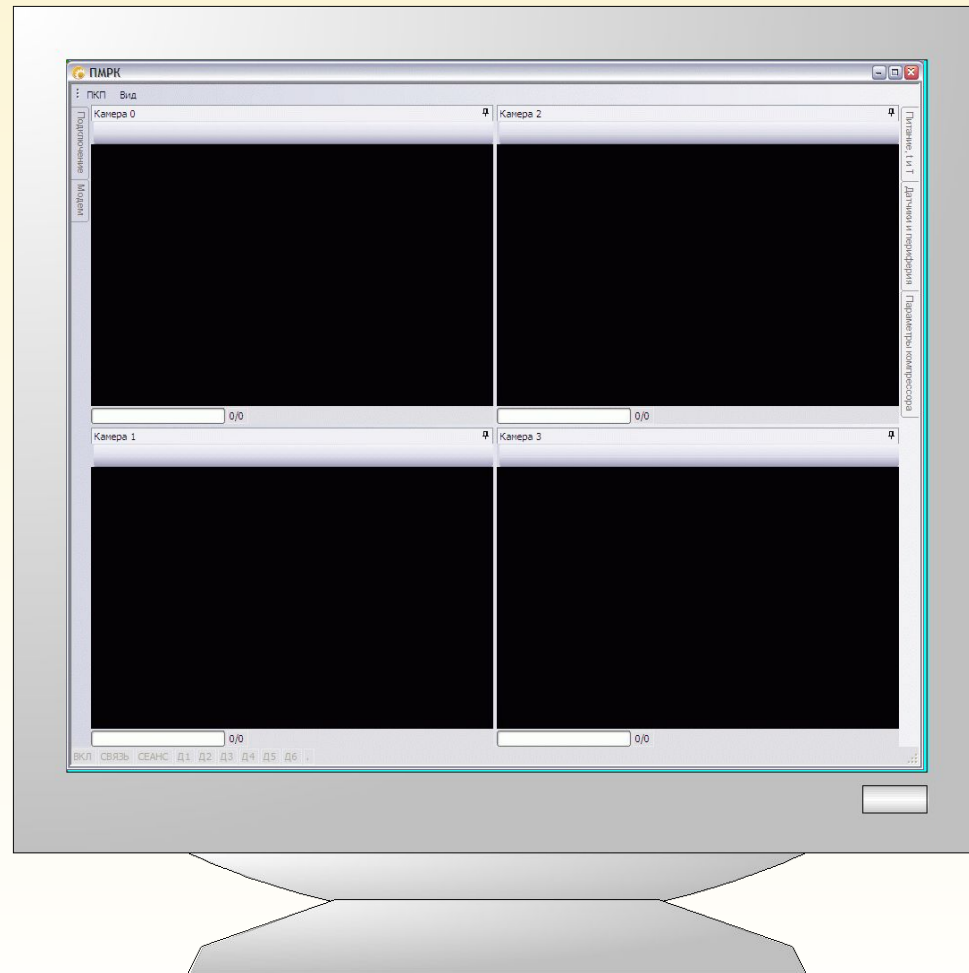 ПМРК
ПКП Вид
Подключение
Модем
Камера 0
0/0
Камера 2
0/0
Камера 1
0/0
Камера 3
0/0
Питание, t и T
Датчики и периферия
Параметры компрессора
ВКЛ СВЯЗЬ СЕАНС Д1 Д2 Д3 Д4 Д5 Д6 .